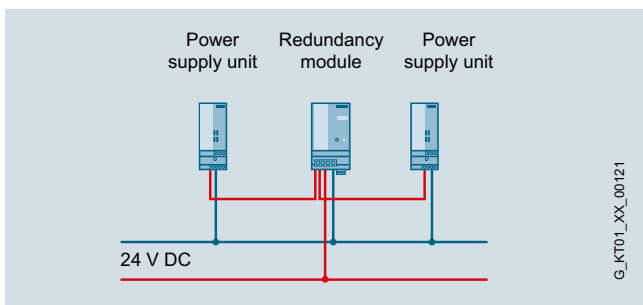 Power
supply unit
Redundancy
module
Power
supply unit
24 V DC
G_KT01_XX_00121